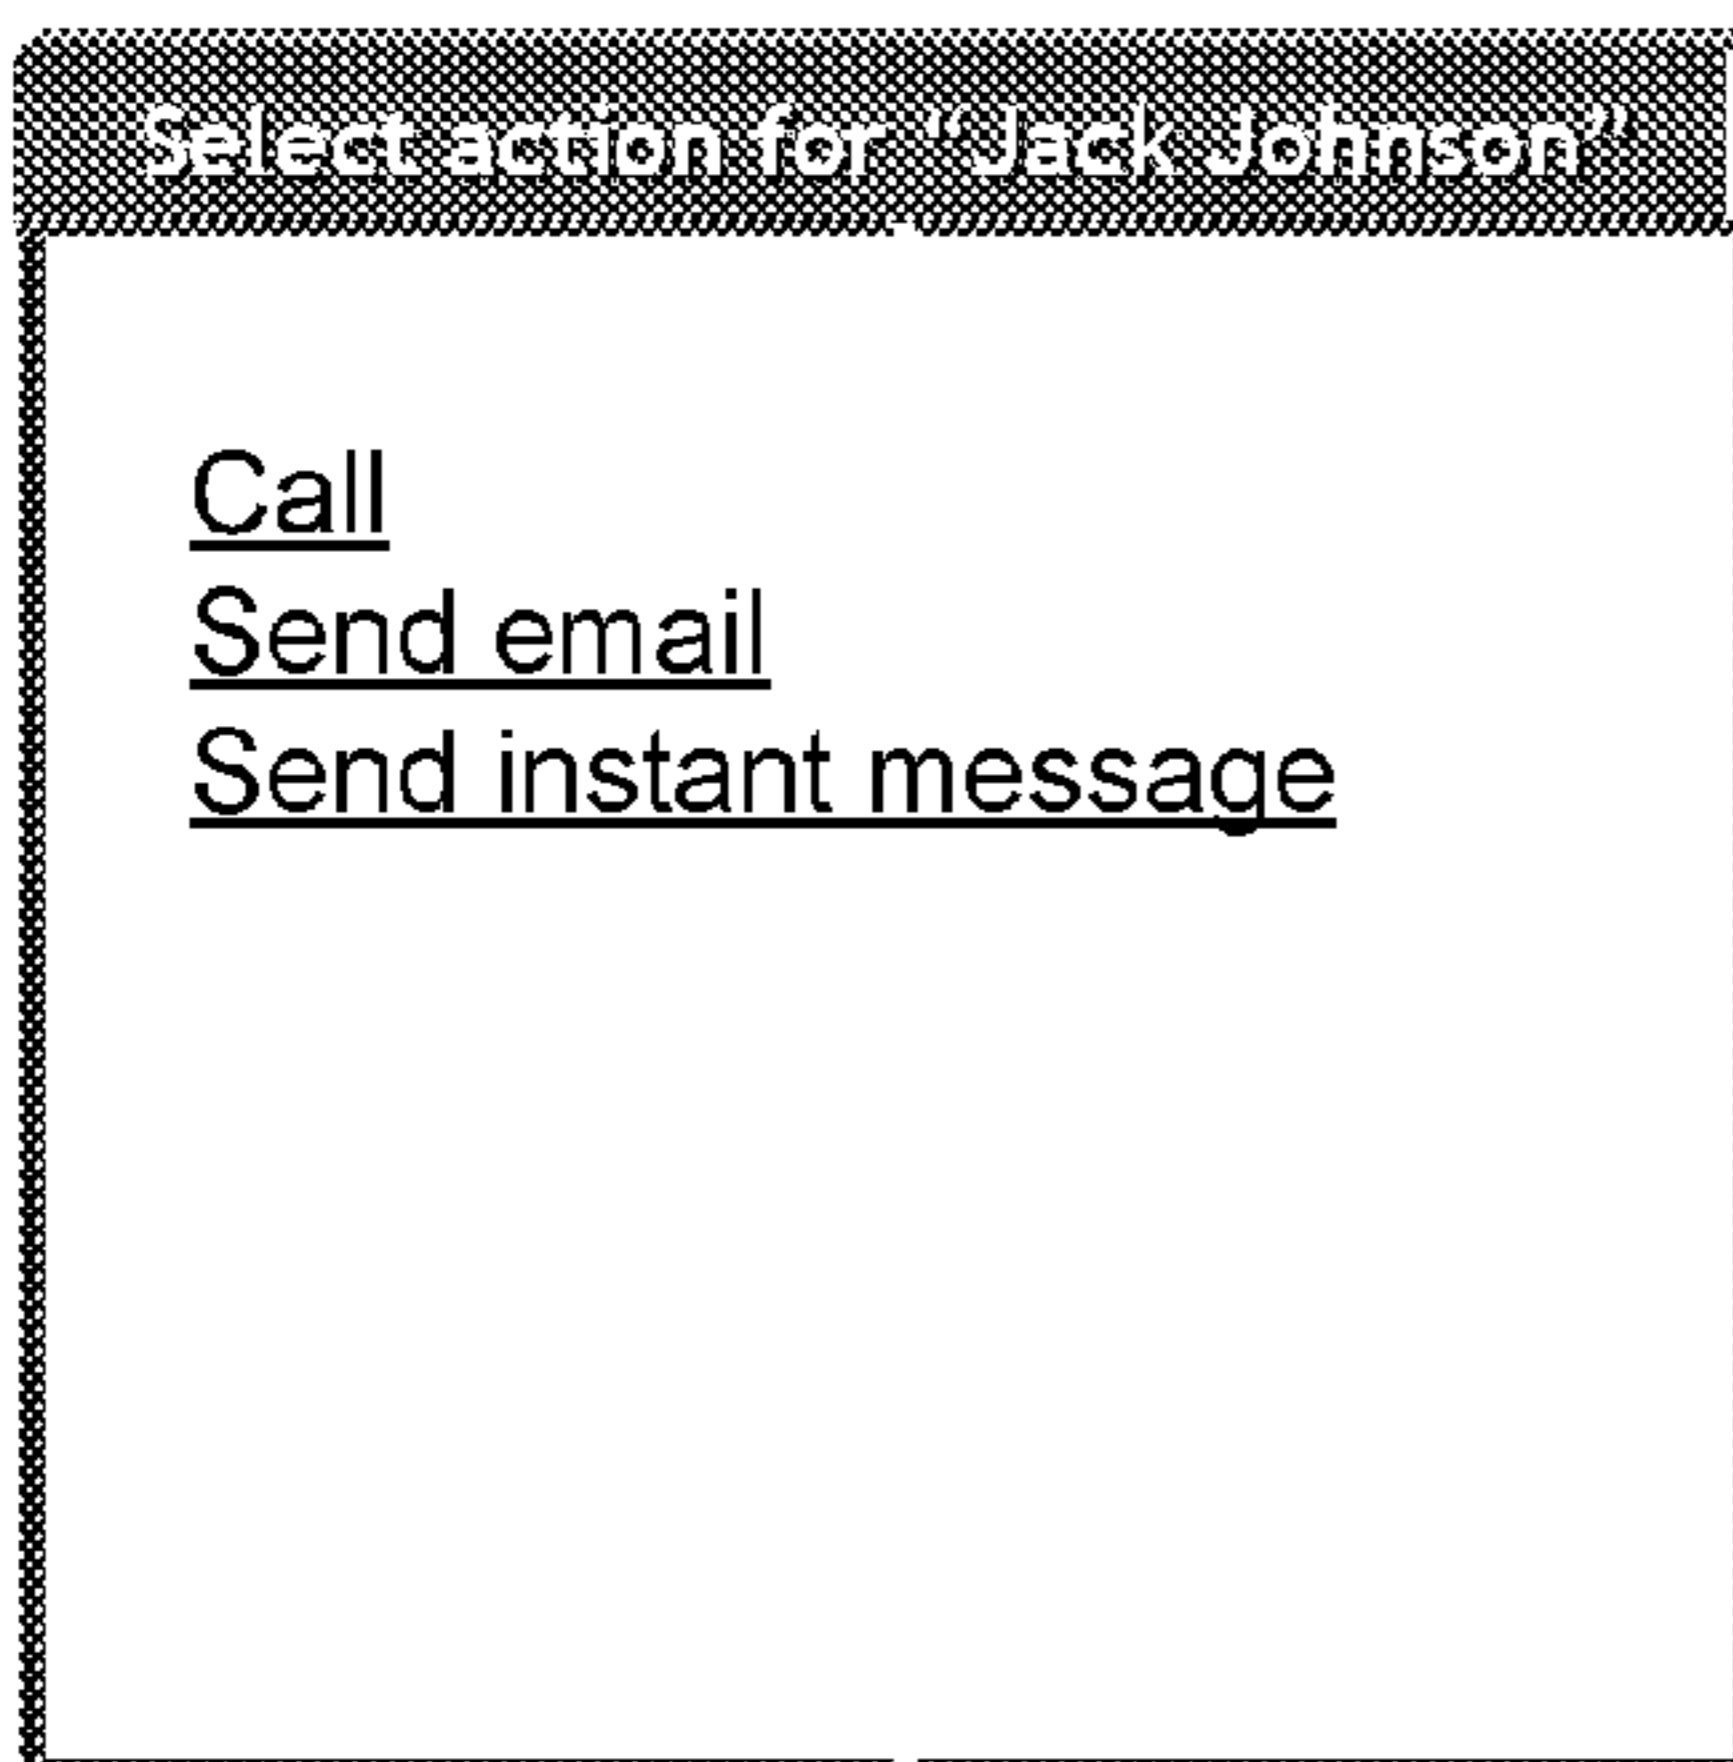 Select action for “Jack Johnson”
Call
Send email
Send instant message